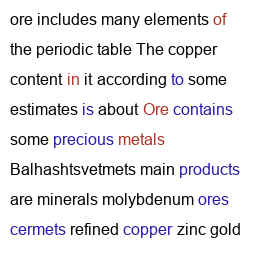 ore includes many elements of
the periodic table The copper
content in it according to some
estimates is about Ore contains
some precious metals
Balhashtsvetmets main products
are minerals molybdenum ores
cermets refined copper zinc gold